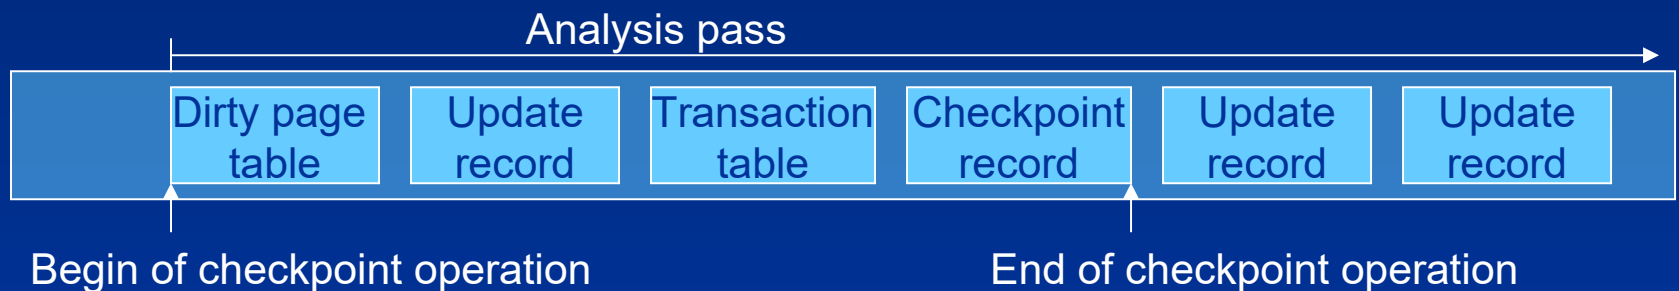 Analysis pass
Dirty page
table
Update
record
Transaction
table
Checkpoint
record
Update
record
Update
record
Begin of checkpoint operation
End of checkpoint operation